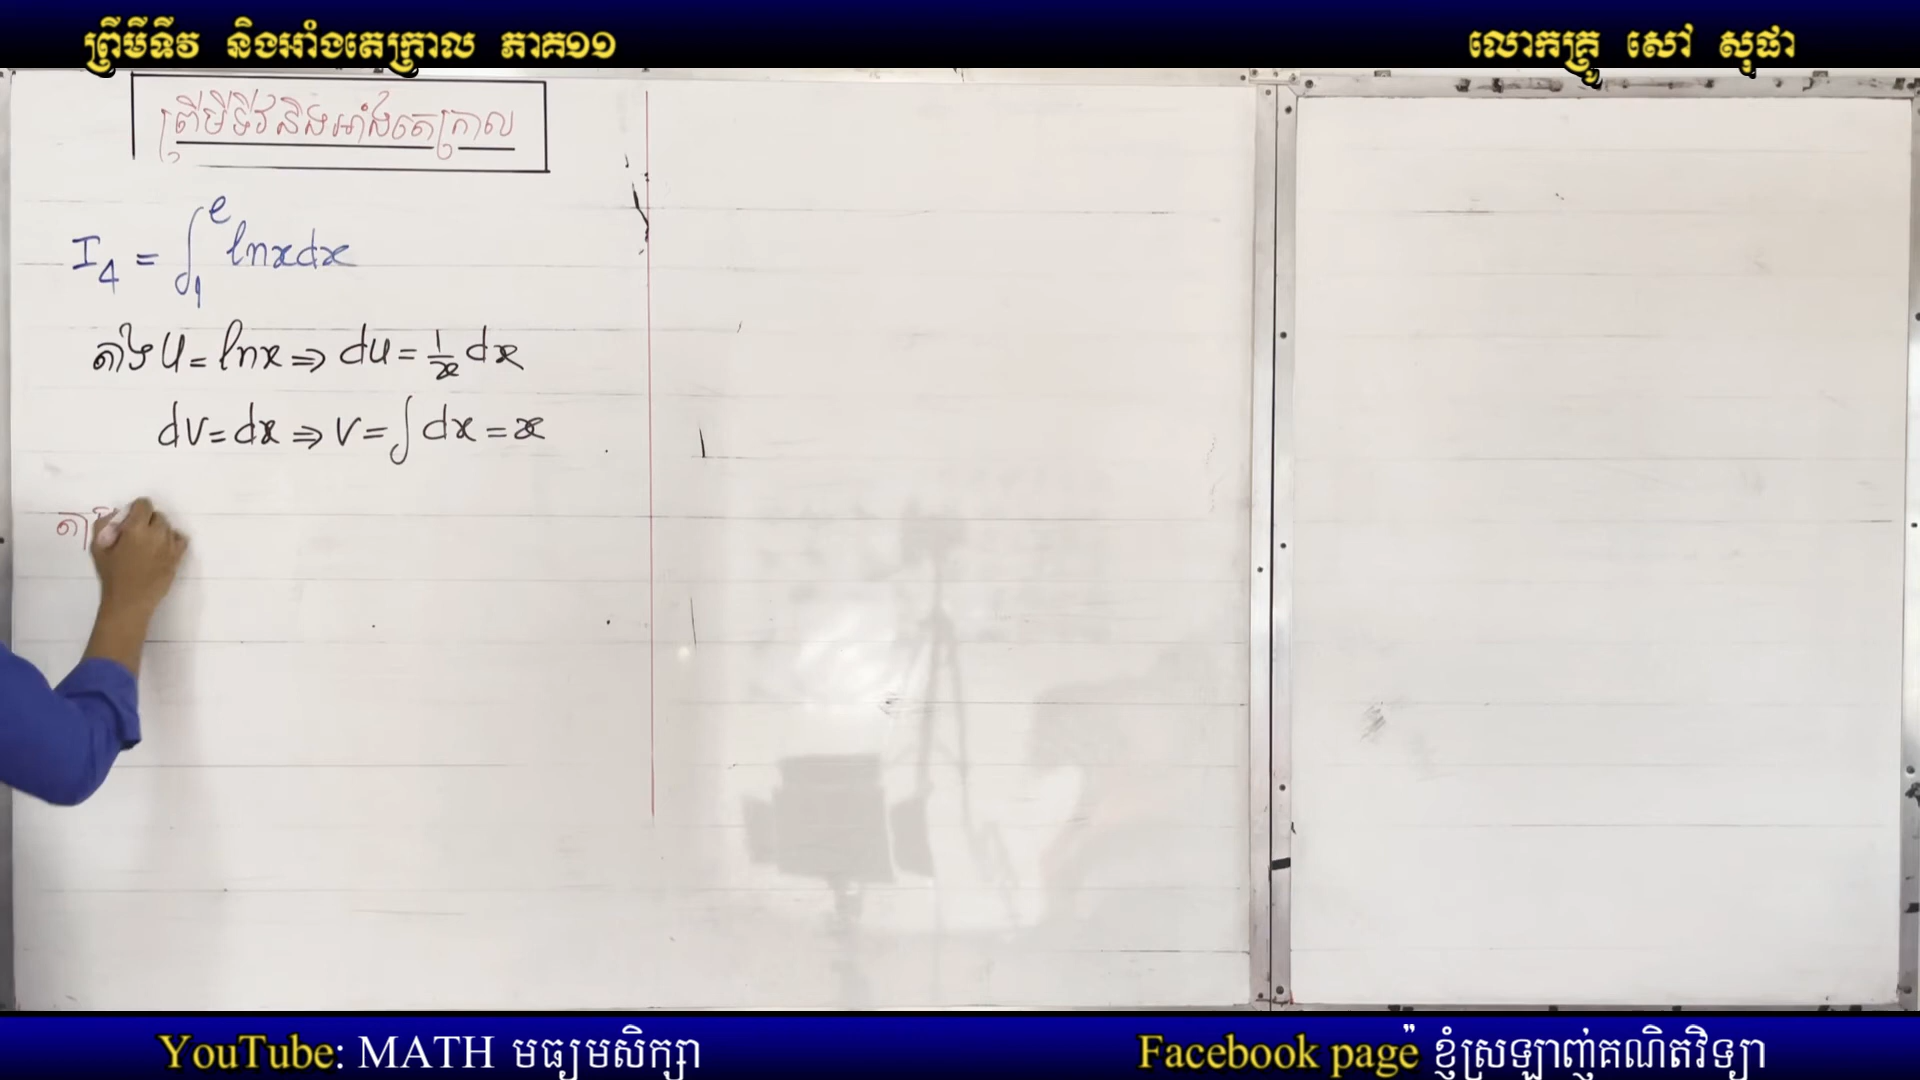 ព្រីមីទីវ និងអាំងតេក្រាល ភាគ១១
លោកគ្រូ សៅ សុផា
ព្រីមីទីវនិងអាំងតេក្រាល
I₄ = ∫₁ᵉ lnxdx
តាង U = lnx ⇒ du = 1/x dx
dv = dx ⇒ v = ∫ dx = x
YouTube: MATH មធ្យមសិក្សា
Facebook page ខ្ញុំស្រឡាញ់គណិតវិទ្យា